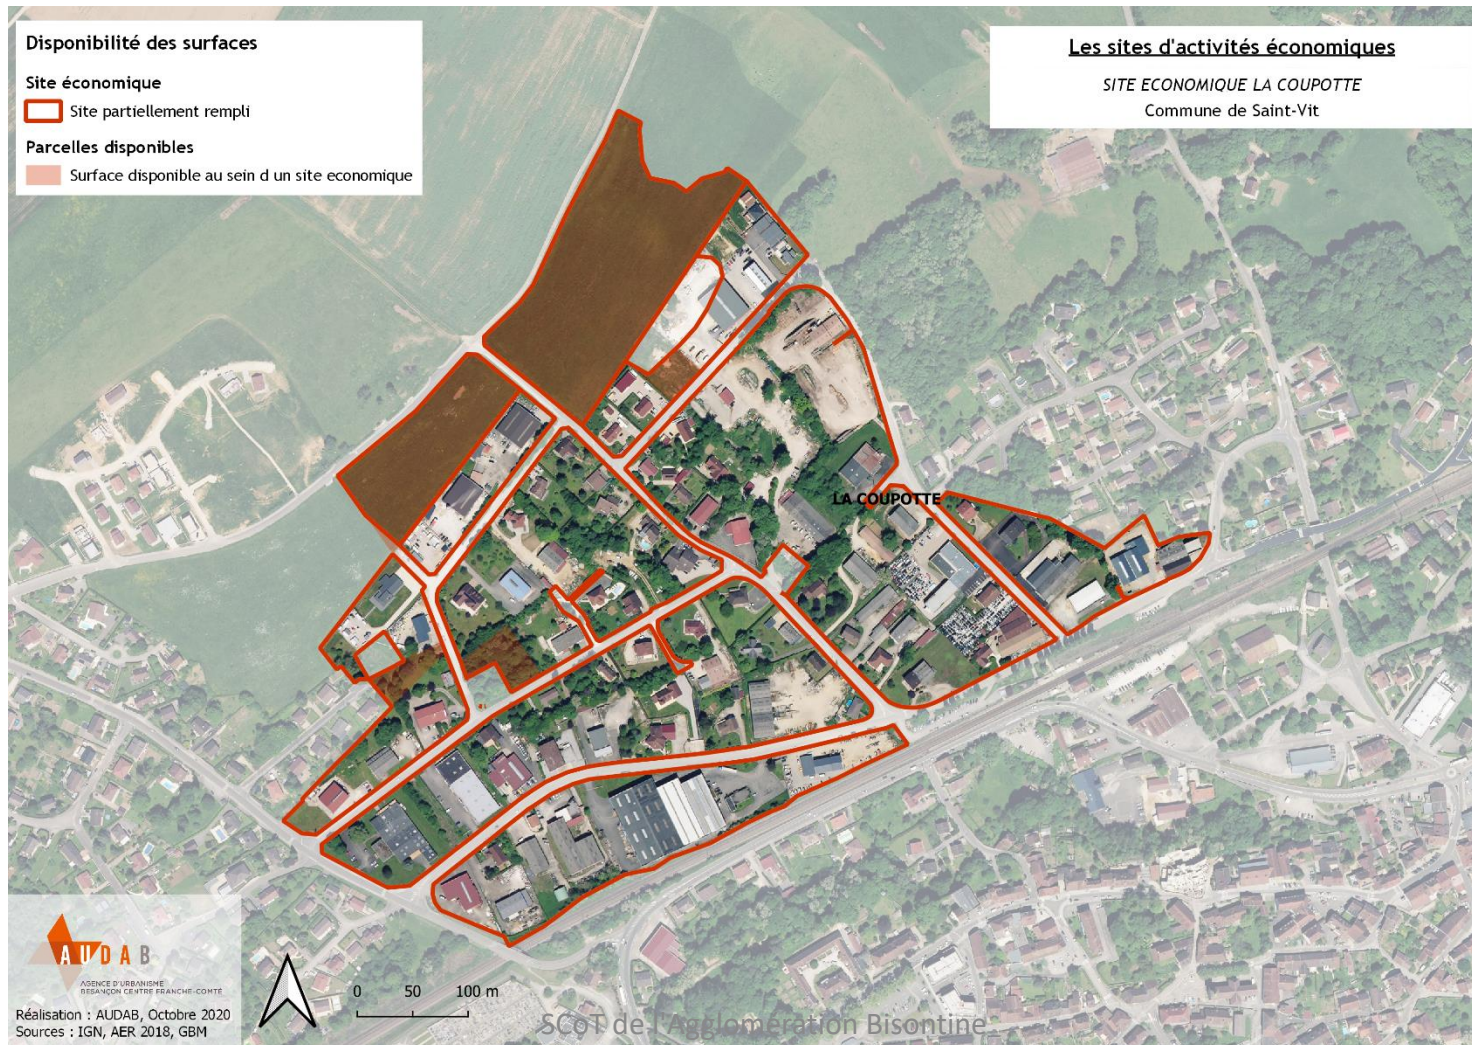 Disponibilité des surfaces
Site économique
Site partiellement rempli
Parcelles disponibles
Surface disponible au sein d un site economique
Les sites d'activités économiques
SITE ECONOMIQUE LA COUPOTTE
Commune de Saint-Vit
LA COUPOTTE
AUDAB
AGENCE D'URBANISME
BESANÇON CENTRE FRANCHE-COMTÉ
Réalisation : AUDAB, Octobre 2020
Sources : IGN, AER 2018, GBM
0 50 100 m
SCoT de l'Agglomération Bisontine